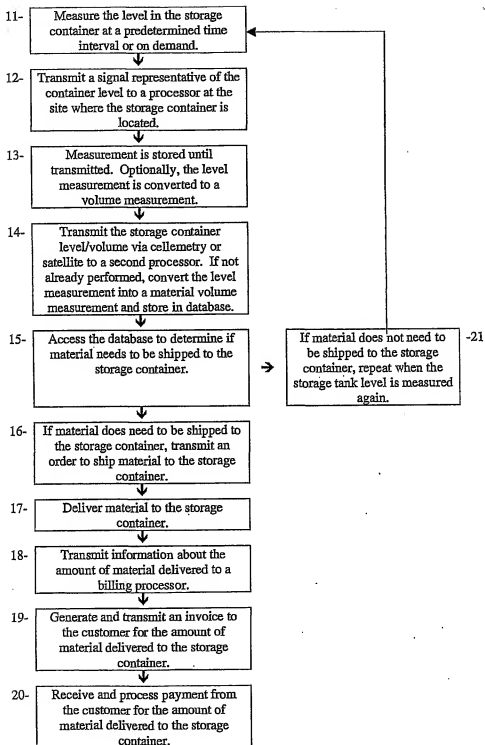 11-
Measure the level in the storage
container at a predetermined time
interval or on demand.
12-
Transmit a signal representative of the
container level to a processor at the
site where the storage container is
located.
13-
Measurement is stored until
transmitted. Optionally, the level
measurement is converted to a
volume measurement.
14-
Transmit the storage container
level/volume via cellemetry or
satellite to a second processor. If not
already performed, convert the level
measurement into a material volume
measurement and store in database.
15-
Access the database to determine if
material needs to be shipped to the
storage container.
If material does not need to
be shipped to the storage
container, repeat when the
storage tank level is measured
again.
-21
16-
If material does need to be shipped to
the storage container, transmit an
order to ship material to the storage
container.
17-
Deliver material to the storage
container.
18-
Transmit information about the
amount of material delivered to a
billing processor.
19-
Generate and transmit an invoice to
the customer for the amount of
material delivered to the storage
container.
20-
Receive and process payment from
the customer for the amount of
material delivered to the storage
container.